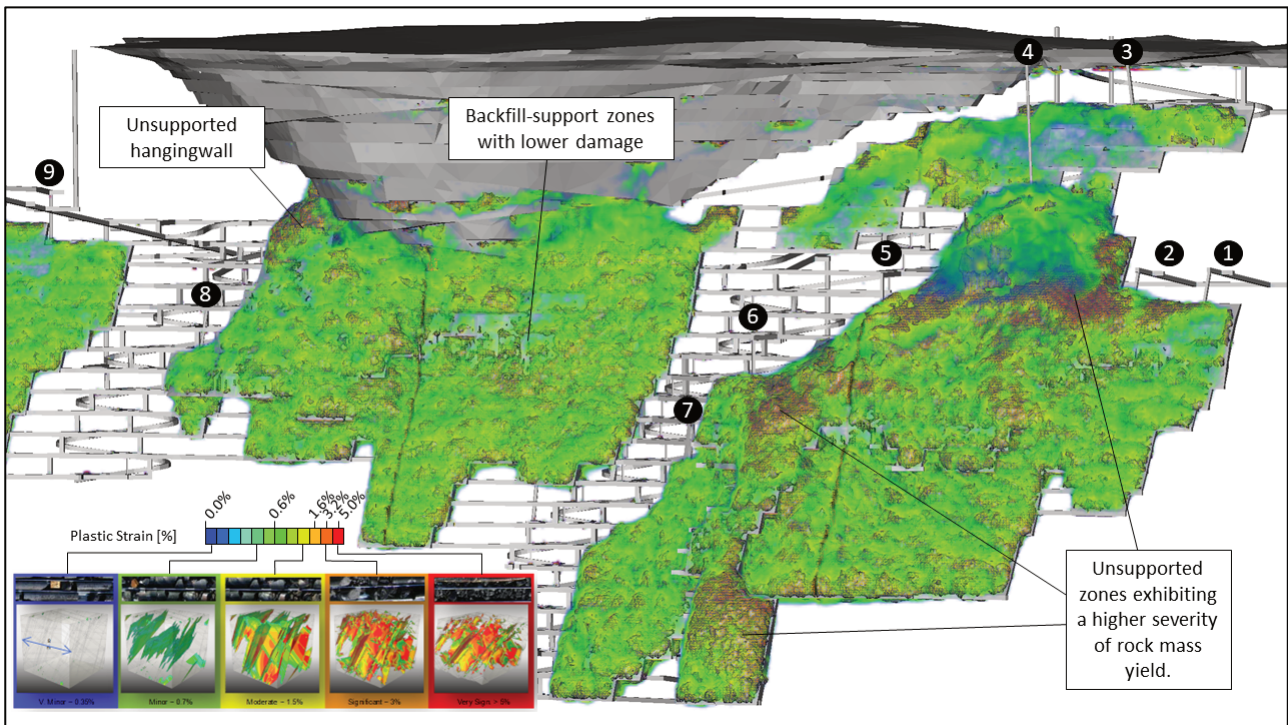 4
3
Unsupported
hangingwall
Backfill-support zones
with lower damage
9
5
2
1
8
6
7
0.0%
0.6%
1.6%
3.2%
5.0%
Plastic Strain [%]
Unsupported
zones exhibiting
a higher severity
of rock mass
yield.
V. Minor ~ 0.35%
Minor ~ 0.7%
Moderate ~ 1.5%
Significant ~ 3%
Very Sign. > 5%